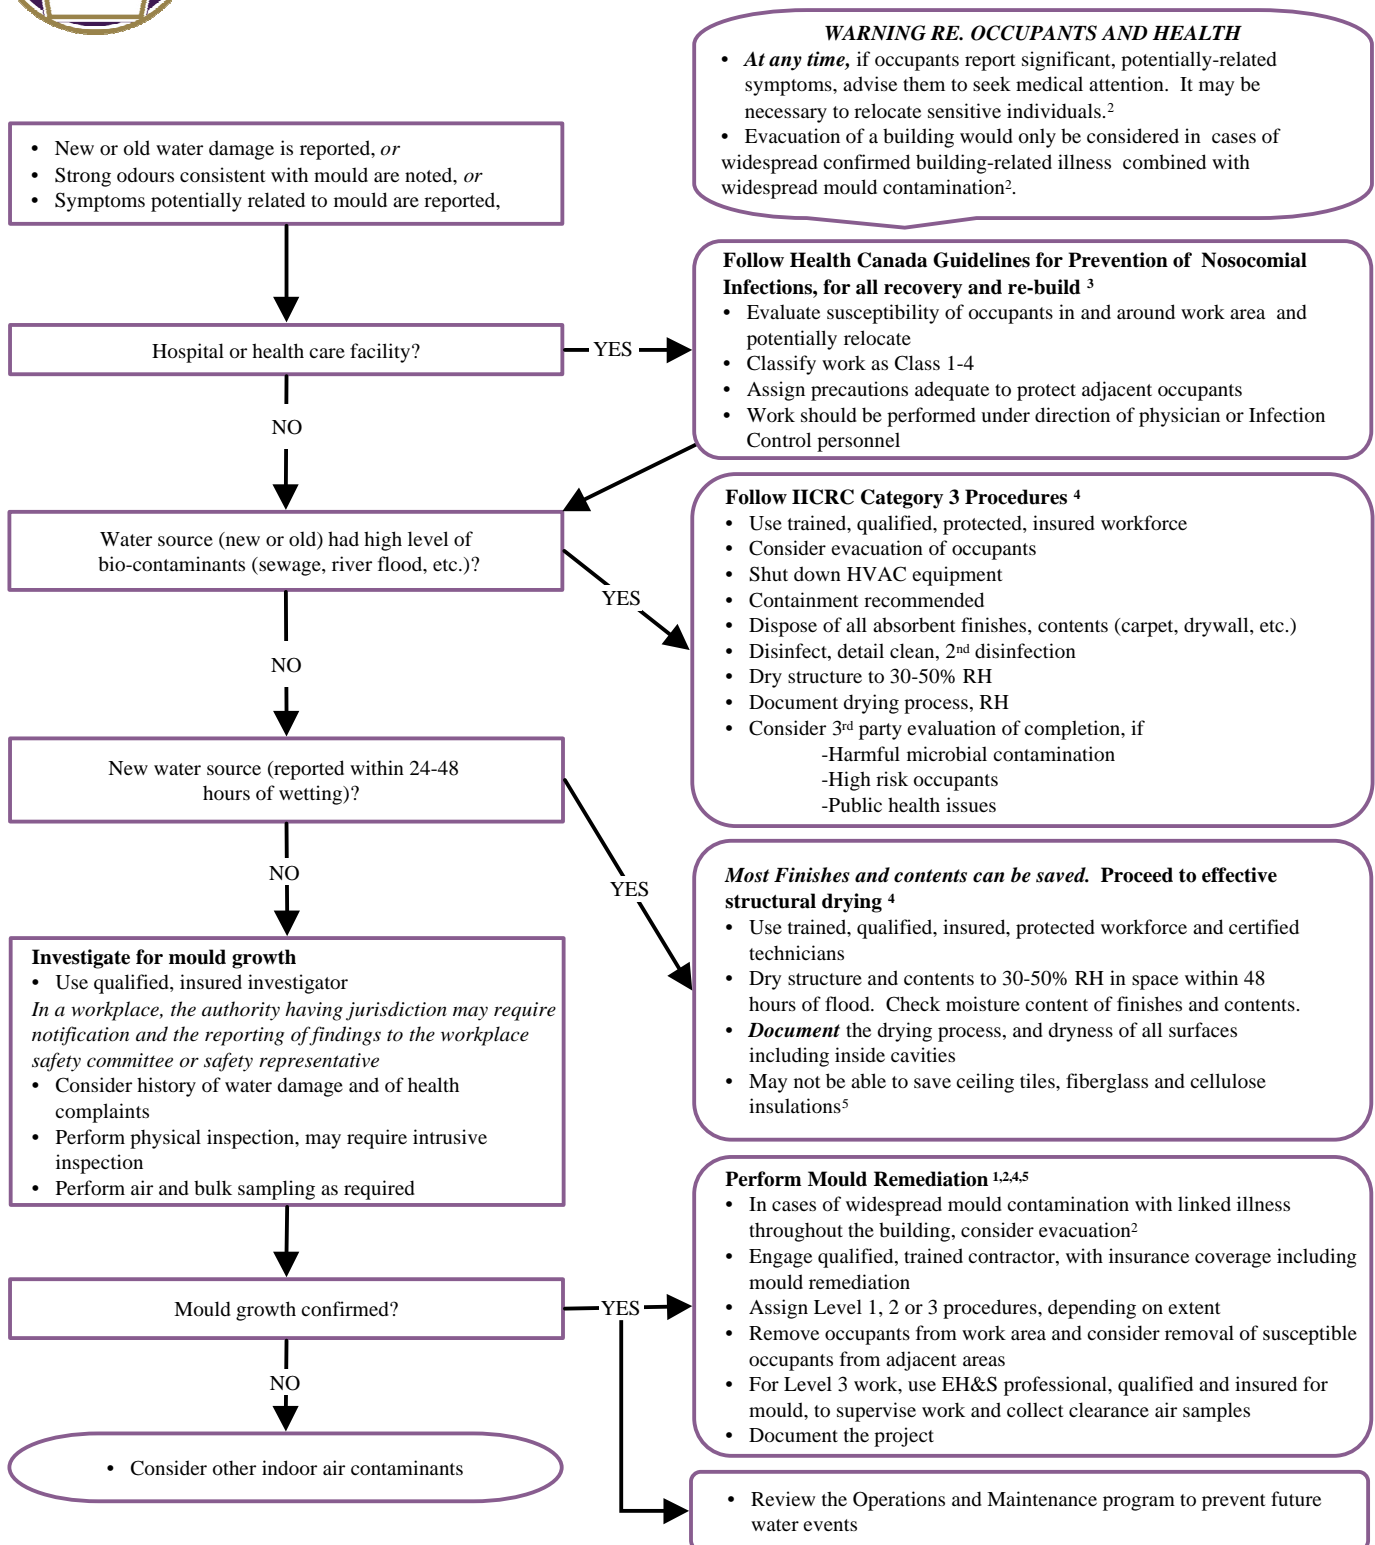 WARNING RE. OCCUPANTS AND HEALTH
• At any time, if occupants report significant, potentially-related
symptoms, advise them to seek medical attention. It may be
necessary to relocate sensitive individuals.2
• Evacuation of a building would only be considered in cases of
widespread confirmed building-related illness combined with
widespread mould contamination2.
• New or old water damage is reported, or
• Strong odours consistent with mould are noted, or
• Symptoms potentially related to mould are reported,
Hospital or health care facility?
YES
NO
Follow Health Canada Guidelines for Prevention of Nosocomial
Infections, for all recovery and re-build 3
• Evaluate susceptibility of occupants in and around work area and
potentially relocate
• Classify work as Class 1-4
• Assign precautions adequate to protect adjacent occupants
• Work should be performed under direction of physician or Infection
Control personnel
Water source (new or old) had high level of
bio-contaminants (sewage, river flood, etc.)?
YES
NO
Follow IICRC Category 3 Procedures 4
• Use trained, qualified, protected, insured workforce
• Consider evacuation of occupants
• Shut down HVAC equipment
• Containment recommended
• Dispose of all absorbent finishes, contents (carpet, drywall, etc.)
• Disinfect, detail clean, 2nd disinfection
• Dry structure to 30-50% RH
• Document drying process, RH
• Consider 3rd party evaluation of completion, if
-Harmful microbial contamination
-High risk occupants
-Public health issues
New water source (reported within 24-48
hours of wetting)?
YES
NO
Most Finishes and contents can be saved. Proceed to effective
structural drying 4
• Use trained, qualified, insured, protected workforce and certified
technicians
• Dry structure and contents to 30-50% RH in space within 48
hours of flood. Check moisture content of finishes and contents.
• Document the drying process, and dryness of all surfaces
including inside cavities
• May not be able to save ceiling tiles, fiberglass and cellulose
insulations5
Investigate for mould growth
• Use qualified, insured investigator
In a workplace, the authority having jurisdiction may require
notification and the reporting of findings to the workplace
safety committee or safety representative
• Consider history of water damage and of health
complaints
• Perform physical inspection, may require intrusive
inspection
• Perform air and bulk sampling as required
Mould growth confirmed?
YES
NO
Perform Mould Remediation 1,2,4,5
• In cases of widespread mould contamination with linked illness
throughout the building, consider evacuation2
• Engage qualified, trained contractor, with insurance coverage including
mould remediation
• Assign Level 1, 2 or 3 procedures, depending on extent
• Remove occupants from work area and consider removal of susceptible
occupants from adjacent areas
• For Level 3 work, use EH&S professional, qualified and insured for
mould, to supervise work and collect clearance air samples
• Document the project
• Consider other indoor air contaminants
• Review the Operations and Maintenance program to prevent future
water events